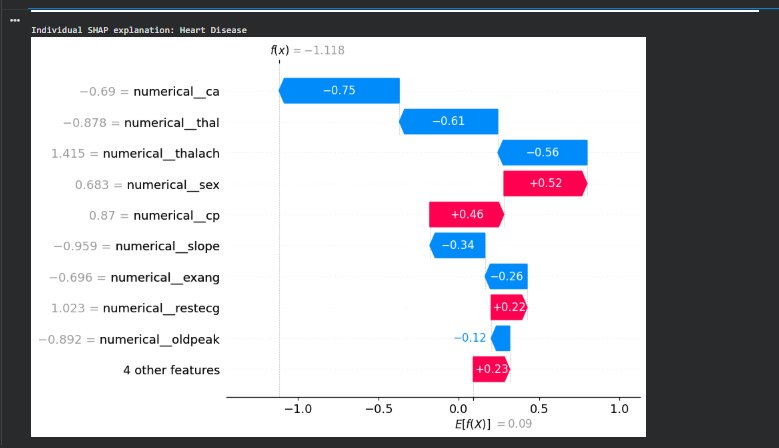 •••
Individual SHAP explanation: Heart Disease
f(x) = −1.118
−0.69 = numerical__ca −0.75
−0.878 = numerical__thal −0.61
1.415 = numerical__thalach −0.56
0.683 = numerical__sex +0.52
0.87 = numerical__cp +0.46
−0.959 = numerical__slope −0.34
−0.696 = numerical__exang −0.26
1.023 = numerical__restecg +0.22
−0.892 = numerical__oldpeak −0.12
4 other features +0.23
−1.0 −0.5 0.0 0.5 1.0
E[f(X)] = 0.09